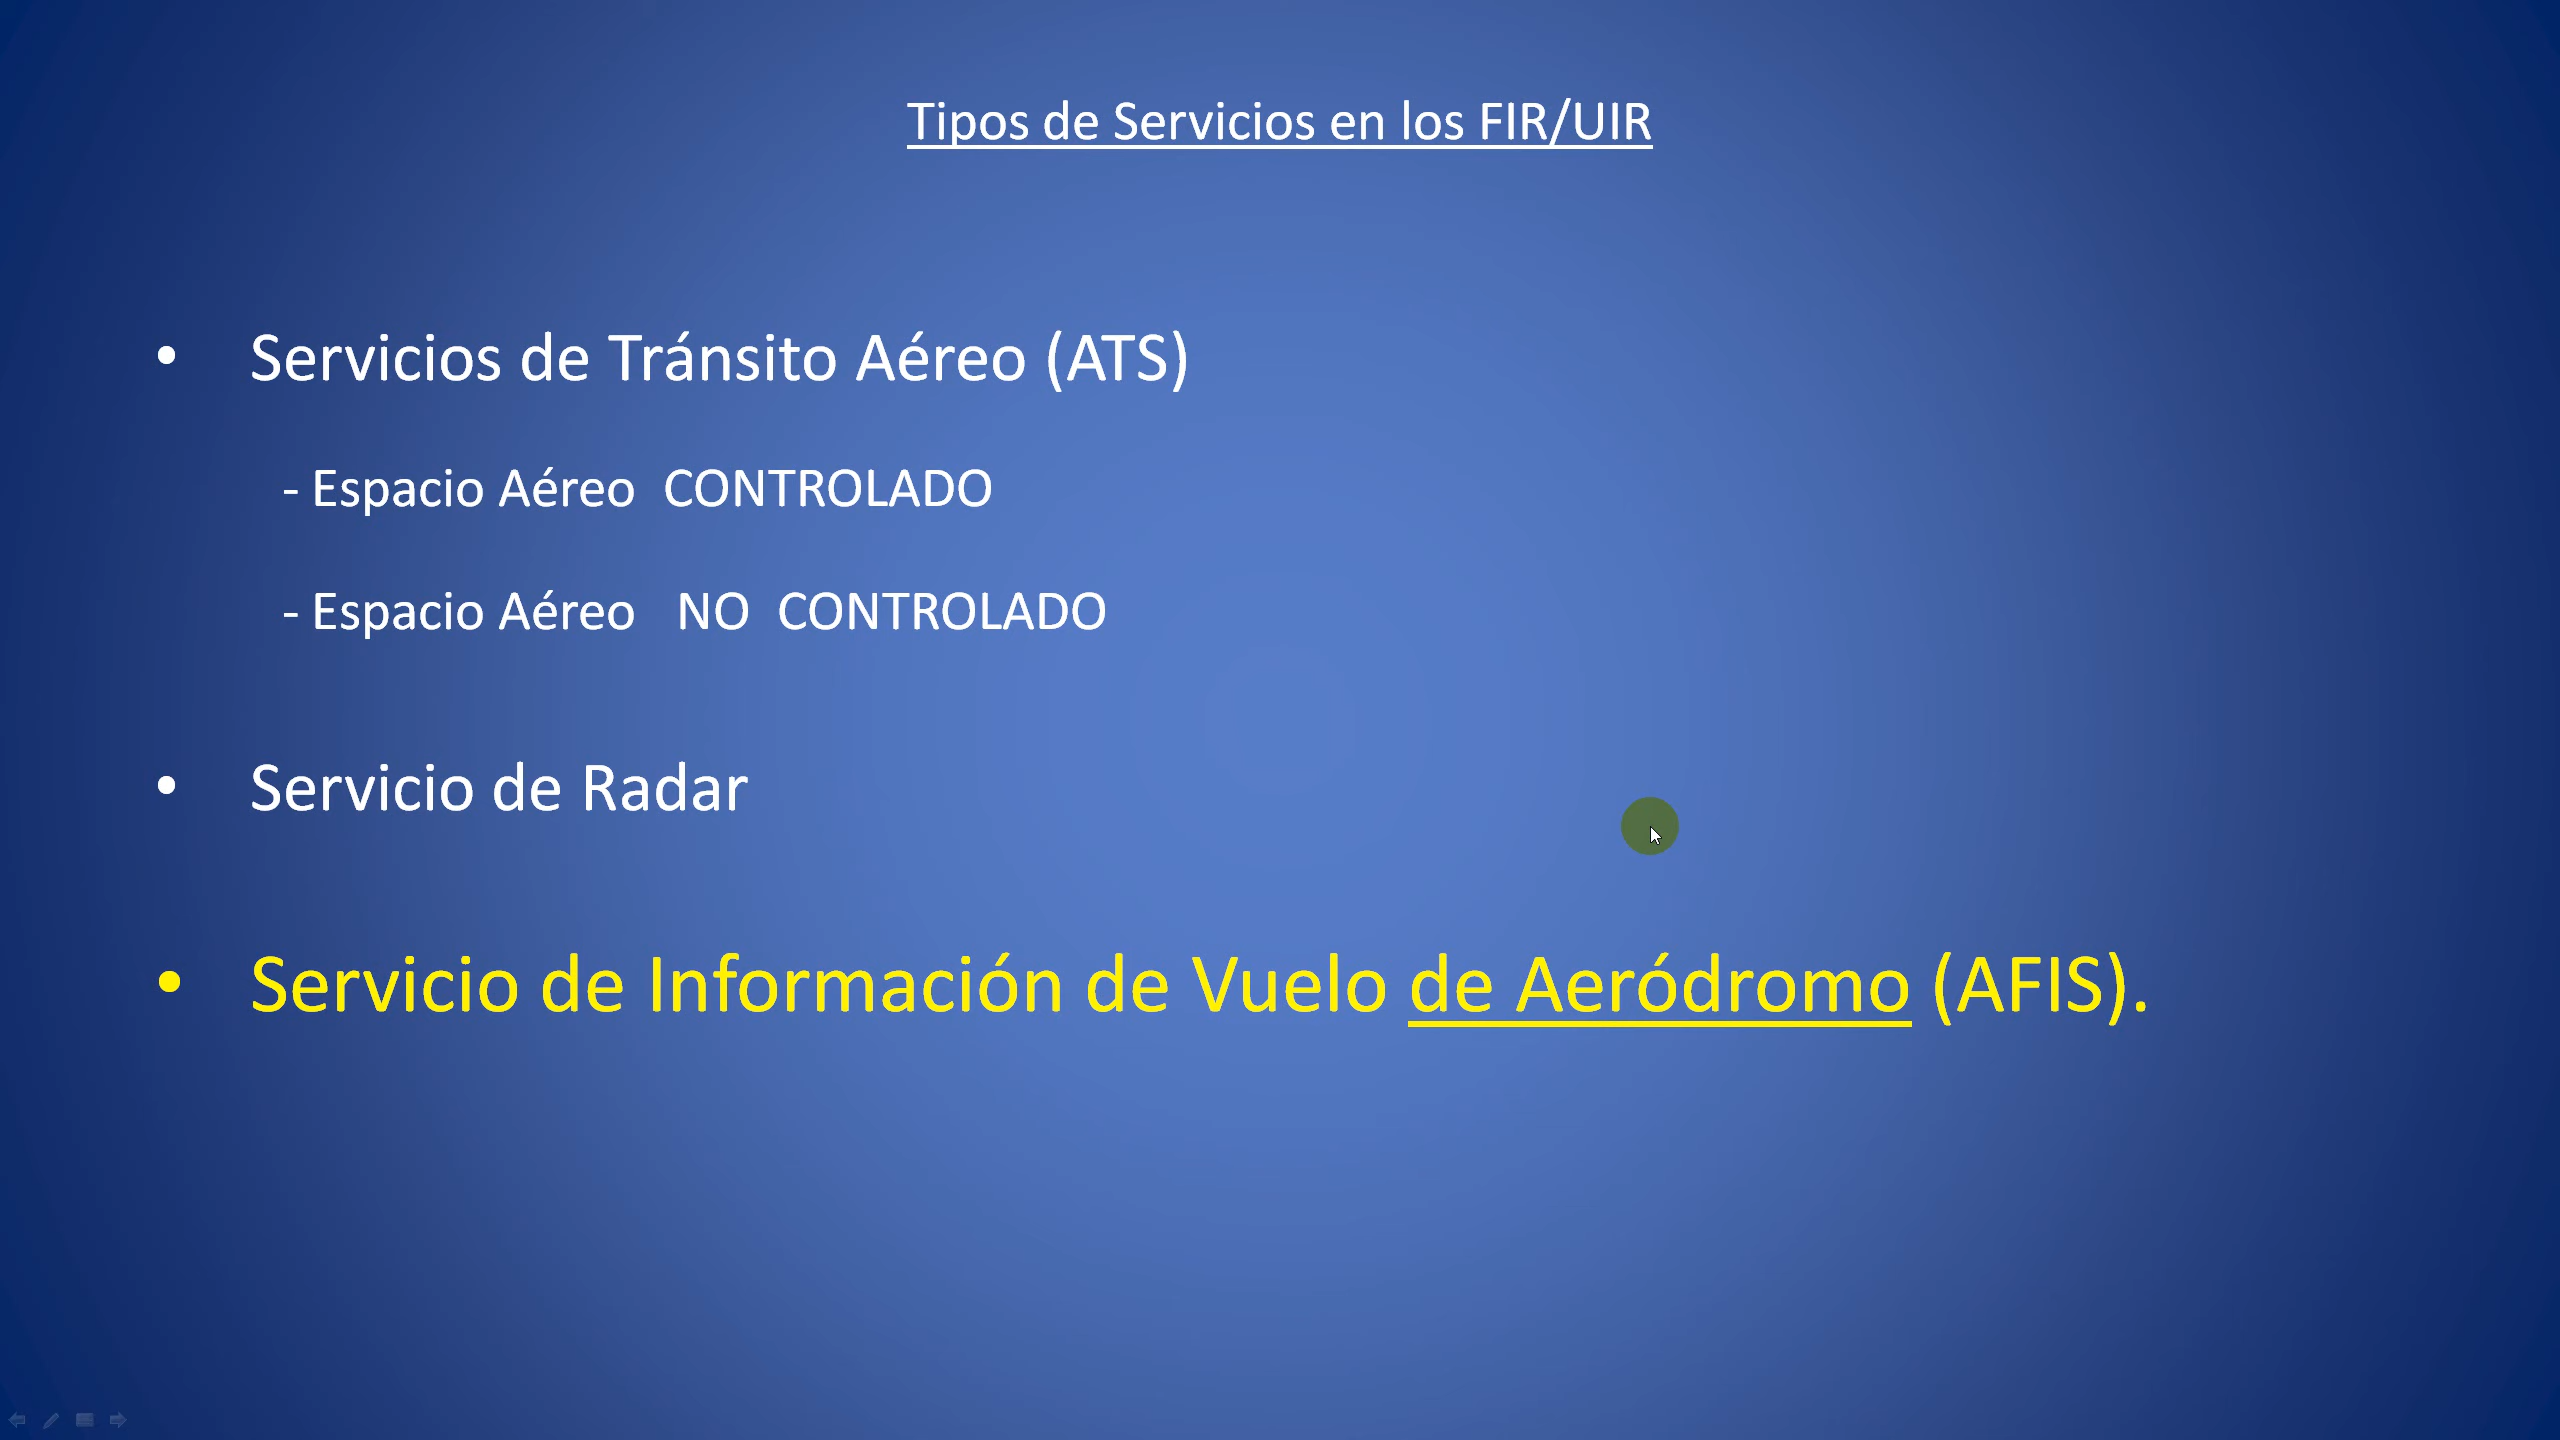 Tipos de Servicios en los FIR/UIR
• Servicios de Tránsito Aéreo (ATS)
- Espacio Aéreo CONTROLADO
- Espacio Aéreo NO CONTROLADO
• Servicio de Radar
• Servicio de Información de Vuelo de Aeródromo (AFIS).